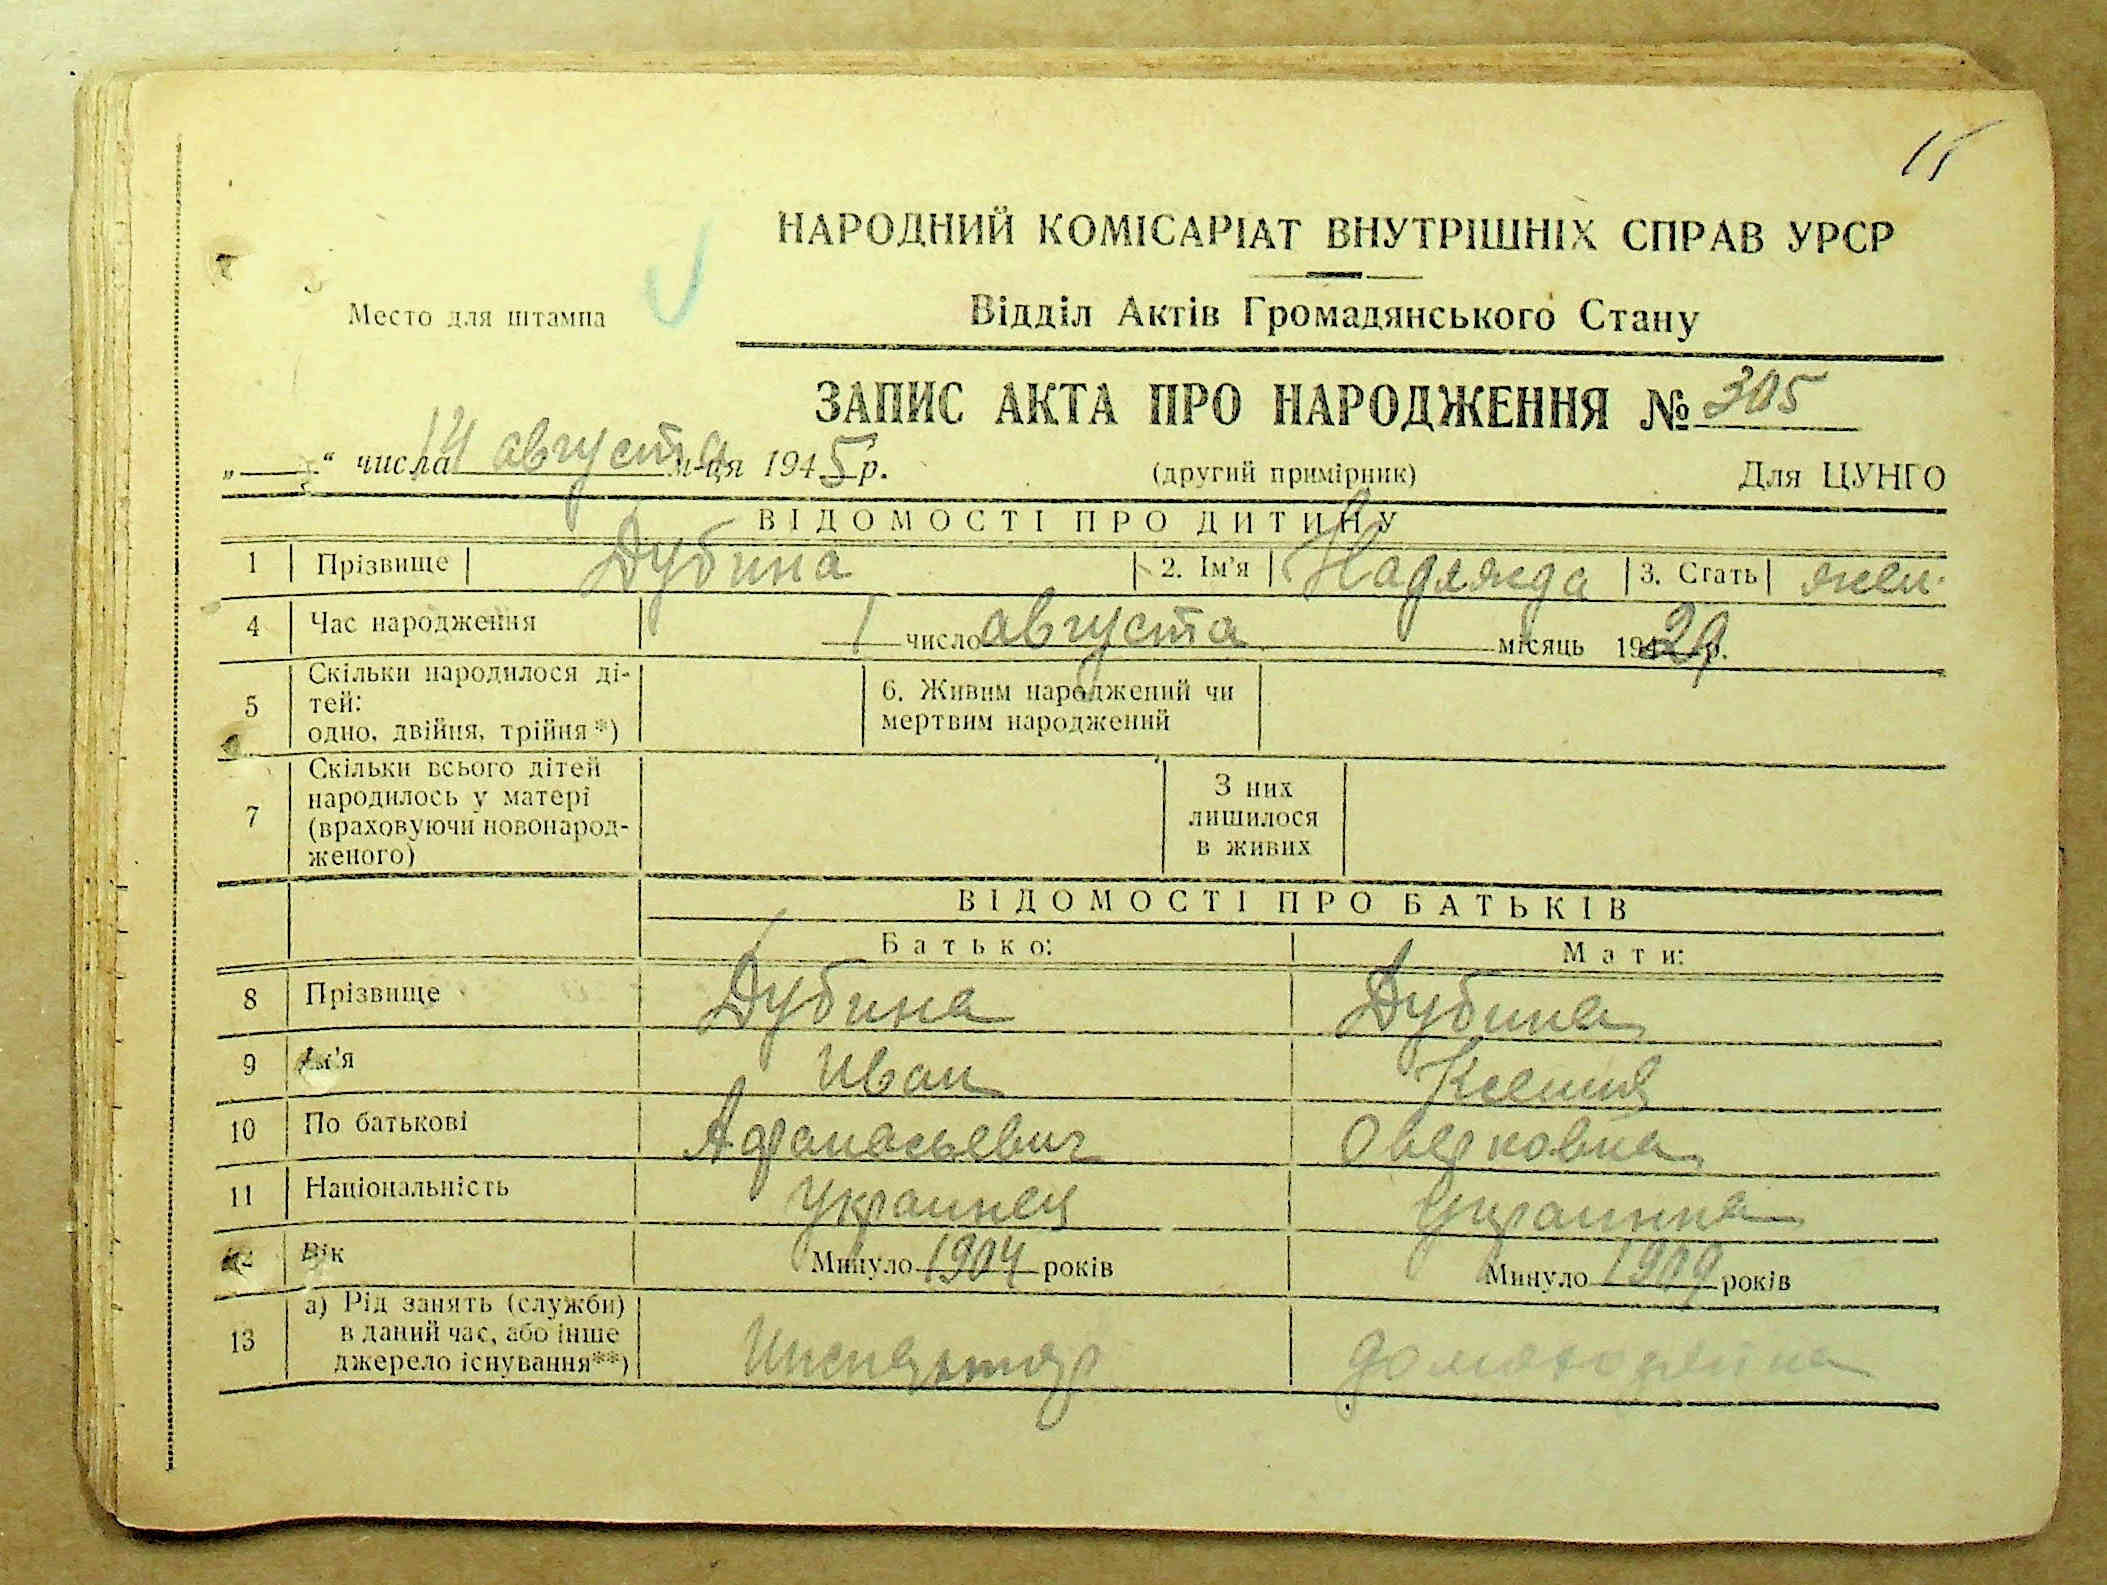 НАРОДНИЙ КОМІСАРІАТ ВНУТРІШНІХ СПРАВ УРСР
Место для штампа
Відділ Актів Громадянського Стану
ЗАПИС АКТА ПРО НАРОДЖЕННЯ № 305
„ “ числа 14 августа м-ця 1945 р. (другий примірник) Для ЦУНГО
ВІДОМОСТІ ПРО ДИТИНУ
1 Прізвище Дубина 2. Ім'я Надежда 3. Стать жен.
4 Час народження 1 число августа місяць 1929 р.
5 Скільки народилося ді-
тей:
одно, двійня, трійня*)
6. Живим народжений чи
мертвим народжений
7 Скільки всього дітей
народилось у матері
(враховуючи новонарод-
женого)
З них
лишилося
в живих
ВІДОМОСТІ ПРО БАТЬКІВ
Батько: Мати:
8 Прізвище Дубина Дубина
9 Ім'я Иван Ксения
10 По батькові Афанасьевич Оверковна
11 Національність Украинец Украинка
12 Вік Минуло 1904 років Минуло 1909 років
13 а) Рід занять (служби)
в даний час, або інше
джерело існування**)
Инспектор домохозяйка